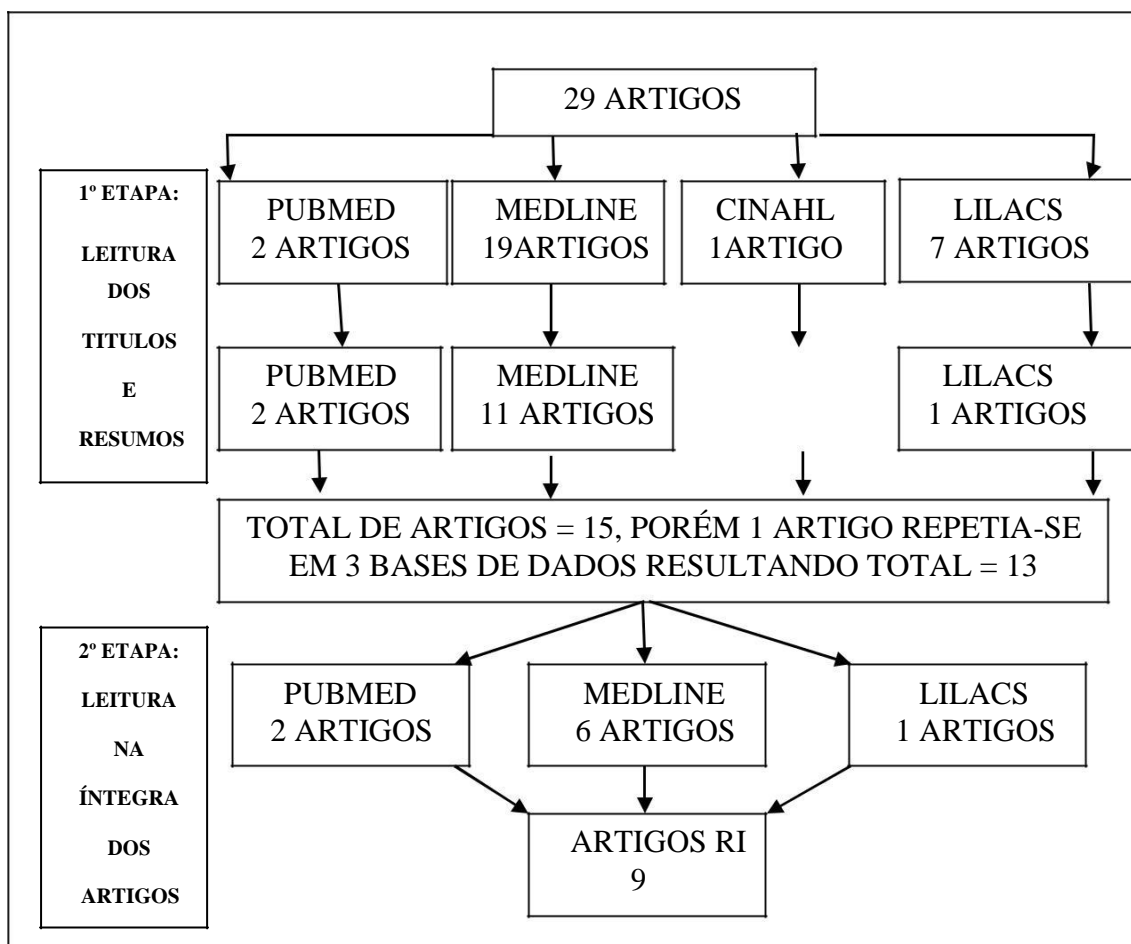 29 ARTIGOS
1º ETAPA:
LEITURA
DOS
TITULOS
E
RESUMOS
PUBMED
2 ARTIGOS
MEDLINE
19ARTIGOS
CINAHL
1ARTIGO
LILACS
7 ARTIGOS
PUBMED
2 ARTIGOS
MEDLINE
11 ARTIGOS
LILACS
1 ARTIGOS
TOTAL DE ARTIGOS = 15, PORÉM 1 ARTIGO REPETIA-SE
EM 3 BASES DE DADOS RESULTANDO TOTAL = 13
2º ETAPA:
LEITURA
NA
ÍNTEGRA
DOS
ARTIGOS
PUBMED
2 ARTIGOS
MEDLINE
6 ARTIGOS
LILACS
1 ARTIGOS
ARTIGOS RI
9